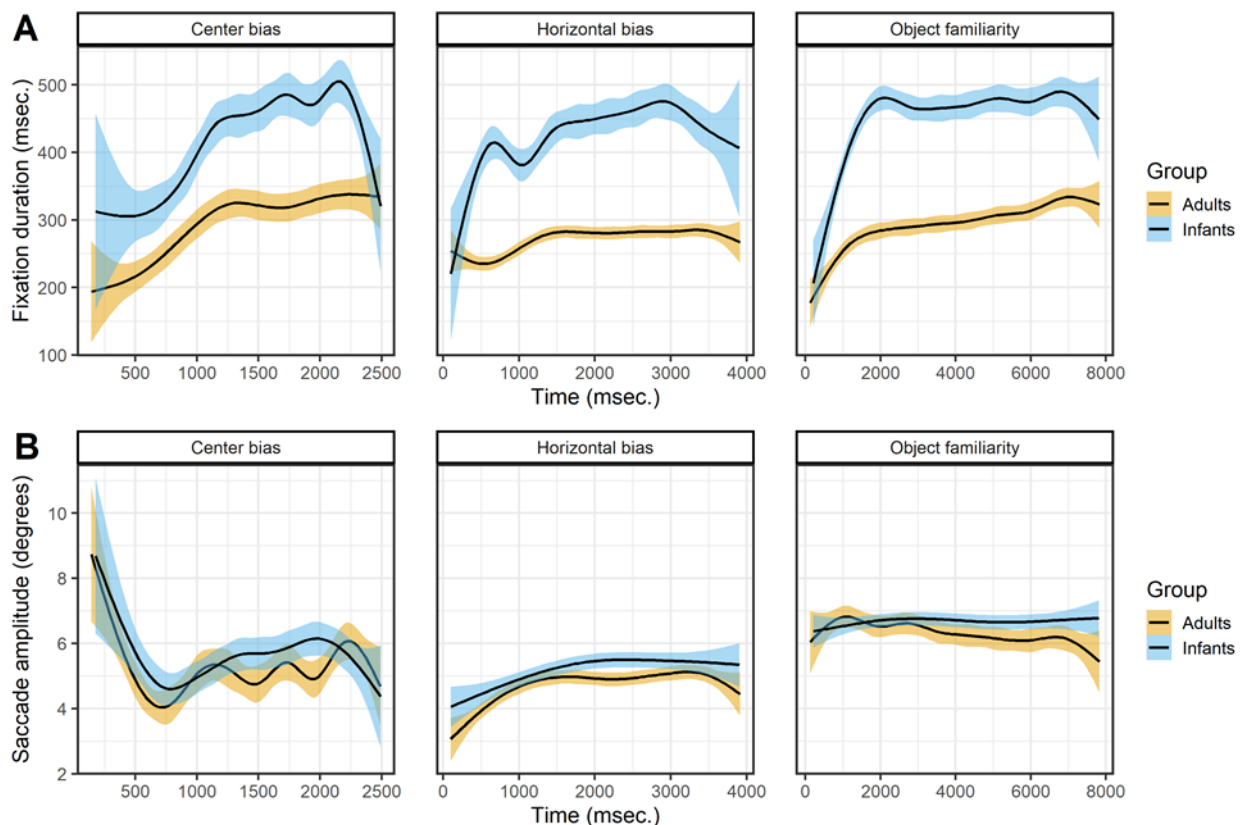 A
Center bias
Horizontal bias
Object familiarity
Fixation duration (msec.)
500
400
300
200
100
500 1000 1500 2000 2500
0 1000 2000 3000 4000
0 2000 4000 6000 8000
Time (msec.)
Group
Adults
Infants
B
Center bias
Horizontal bias
Object familiarity
Saccade amplitude (degrees)
10
8
6
4
2
500 1000 1500 2000 2500
0 1000 2000 3000 4000
0 2000 4000 6000 8000
Time (msec.)
Group
Adults
Infants